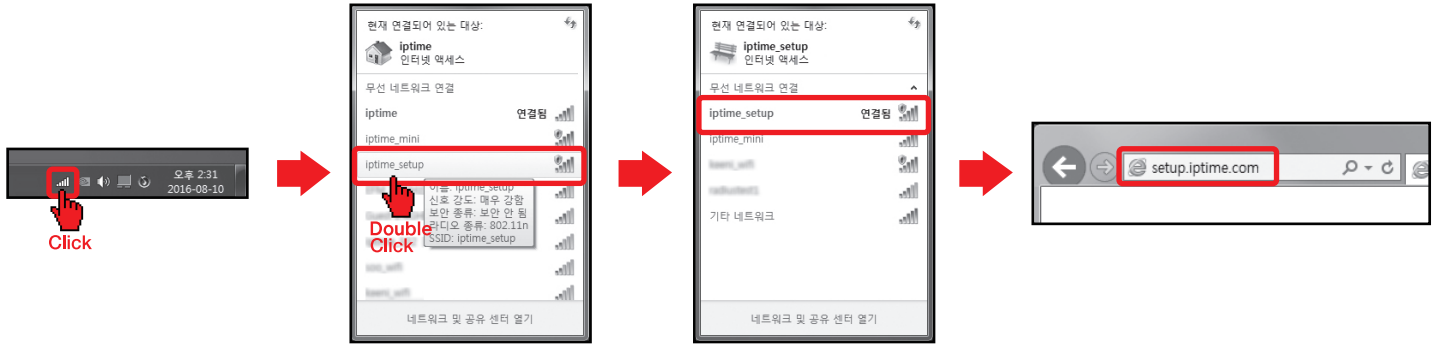 오후 2:31
2016-08-10
Click
현재 연결되어 있는 대상:
iptime
인터넷 액세스
무선 네트워크 연결
iptime 연결됨
iptime_mini
iptime_setup
이름: iptime_setup
신호 강도: 매우 강함
보안 종류: 보안 안 됨
라디오 종류: 802.11n
SSID: iptime_setup
Double
Click
네트워크 및 공유 센터 열기
현재 연결되어 있는 대상:
iptime_setup
인터넷 액세스
무선 네트워크 연결
iptime_setup 연결됨
iptime_mini
기타 네트워크
네트워크 및 공유 센터 열기
setup.iptime.com